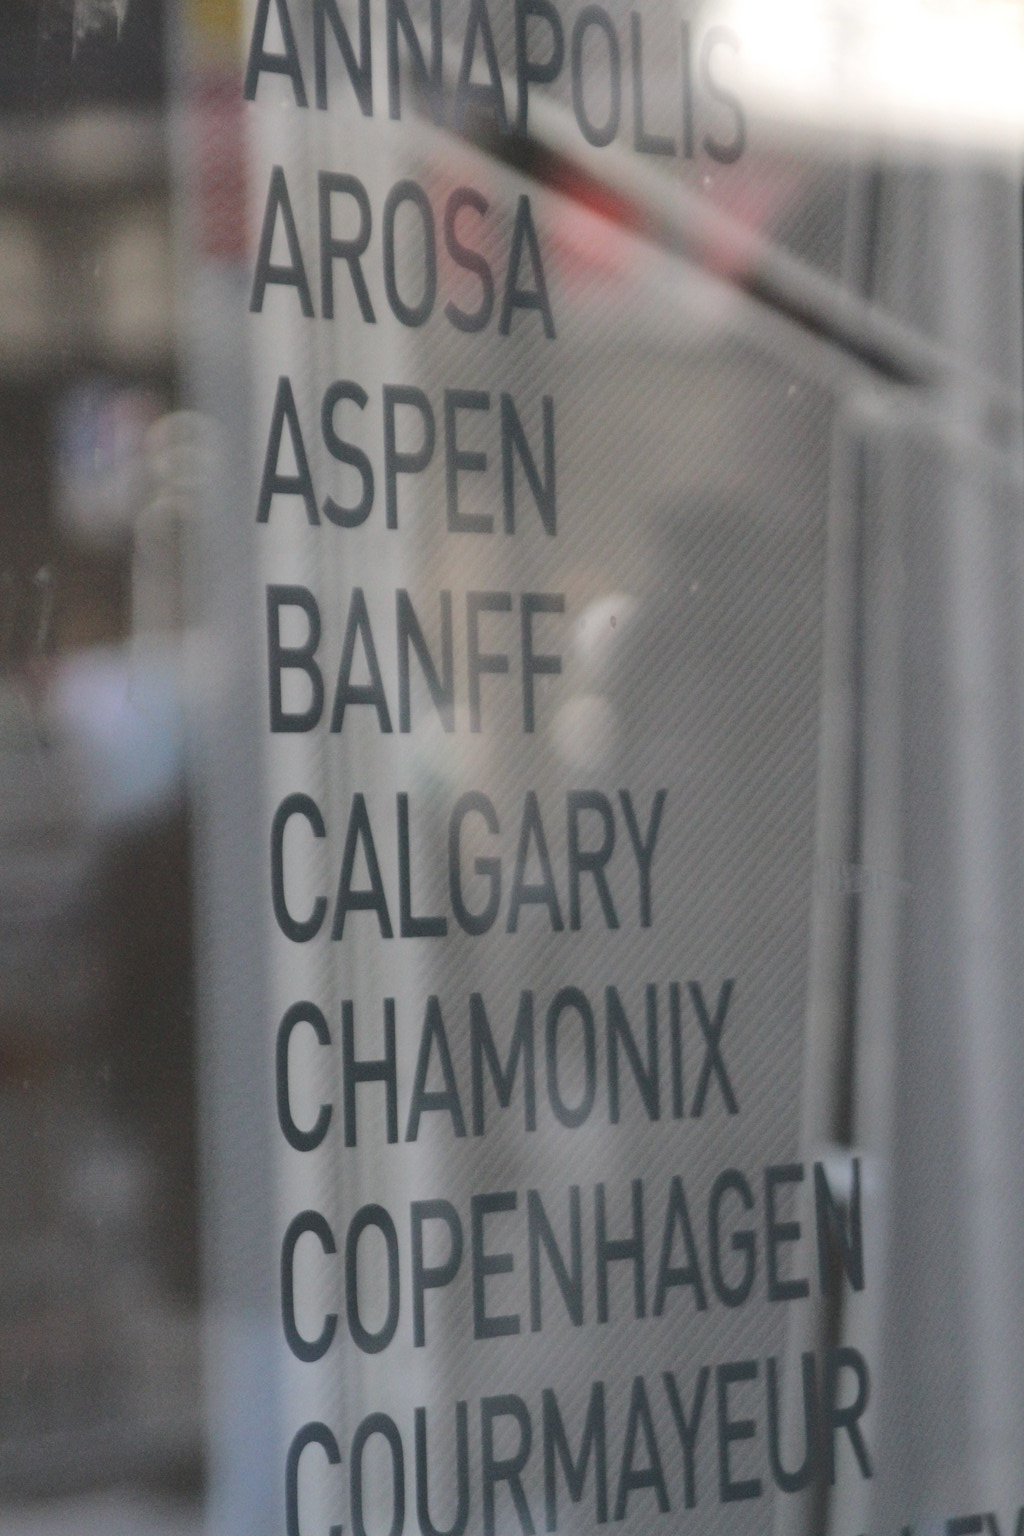 ANNAPOLIS
AROSA
ASPEN
BANFF
CALGARY
CHAMONIX
COPENHAGEN
COURMAYEUR